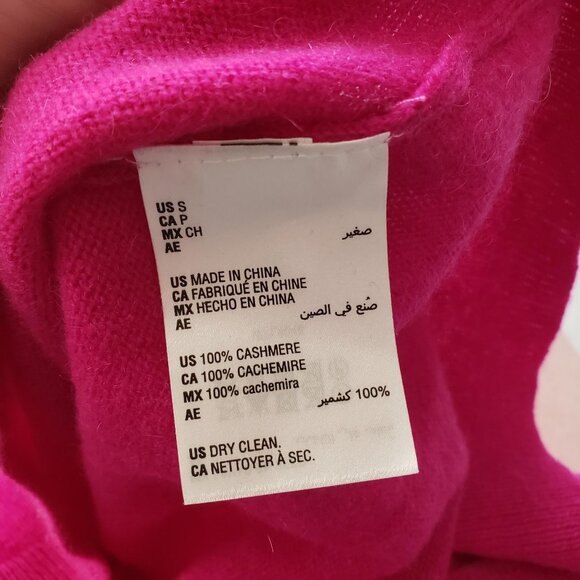 US S
CA P
MX CH
AE صغير
US MADE IN CHINA
CA FABRIQUÉ EN CHINE
MX HECHO EN CHINA
AE صُنع في الصين
US 100% CASHMERE
CA 100% CACHEMIRE
MX 100% cachemira
AE 100% كشمير
US DRY CLEAN.
CA NETTOYER À SEC.